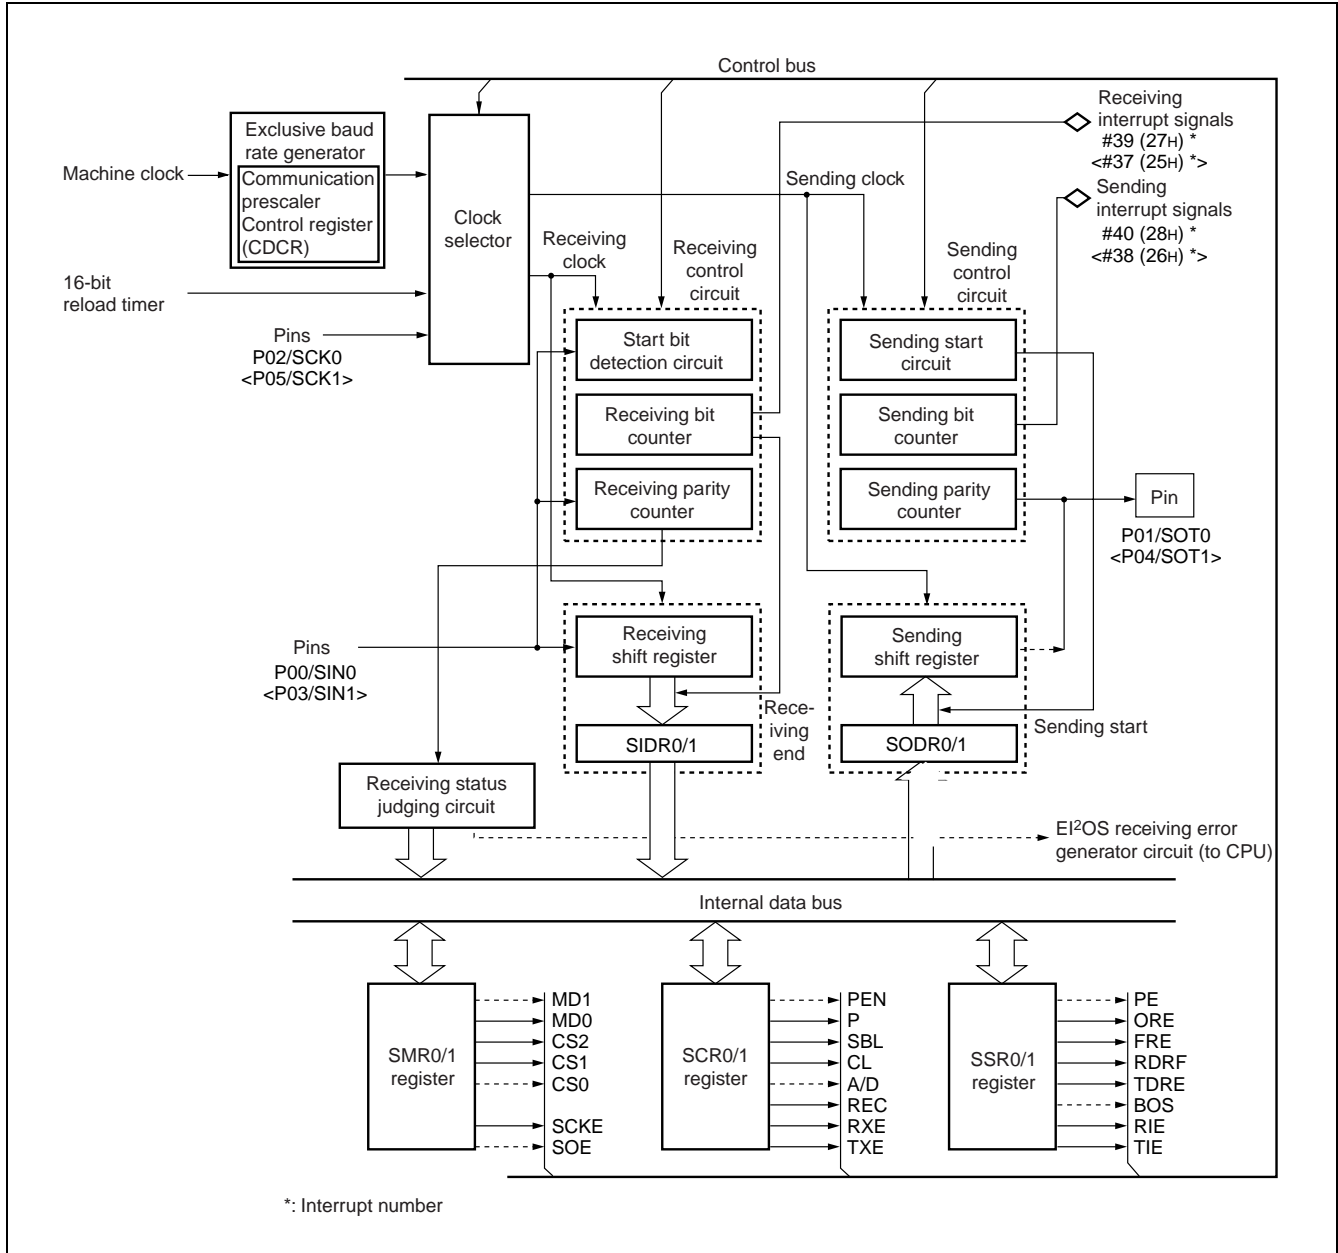 Control bus
Receiving
interrupt signals
#39 (27H) *
<#37 (25H) *>
Sending
interrupt signals
#40 (28H) *
<#38 (26H) *>
Machine clock
Exclusive baud
rate generator
Communication
prescaler
Control register
(CDCR)
Clock
selector
Sending clock
Receiving
clock
Receiving
control
circuit
Sending
control
circuit
16-bit
reload timer
Pins
P02/SCK0
<P05/SCK1>
Start bit
detection circuit
Receiving bit
counter
Receiving parity
counter
Sending start
circuit
Sending bit
counter
Sending parity
counter
Pin
P01/SOT0
<P04/SOT1>
Pins
P00/SIN0
<P03/SIN1>
Receiving
shift register
Sending
shift register
Rece-
iving
end
Sending start
SIDR0/1
SODR0/1
Receiving status
judging circuit
EI²OS receiving error
generator circuit (to CPU)
Internal data bus
SMR0/1
register
MD1
MD0
CS2
CS1
CS0
SCKE
SOE
SCR0/1
register
PEN
P
SBL
CL
A/D
REC
RXE
TXE
SSR0/1
register
PE
ORE
FRE
RDRF
TDRE
BOS
RIE
TIE
*: Interrupt number